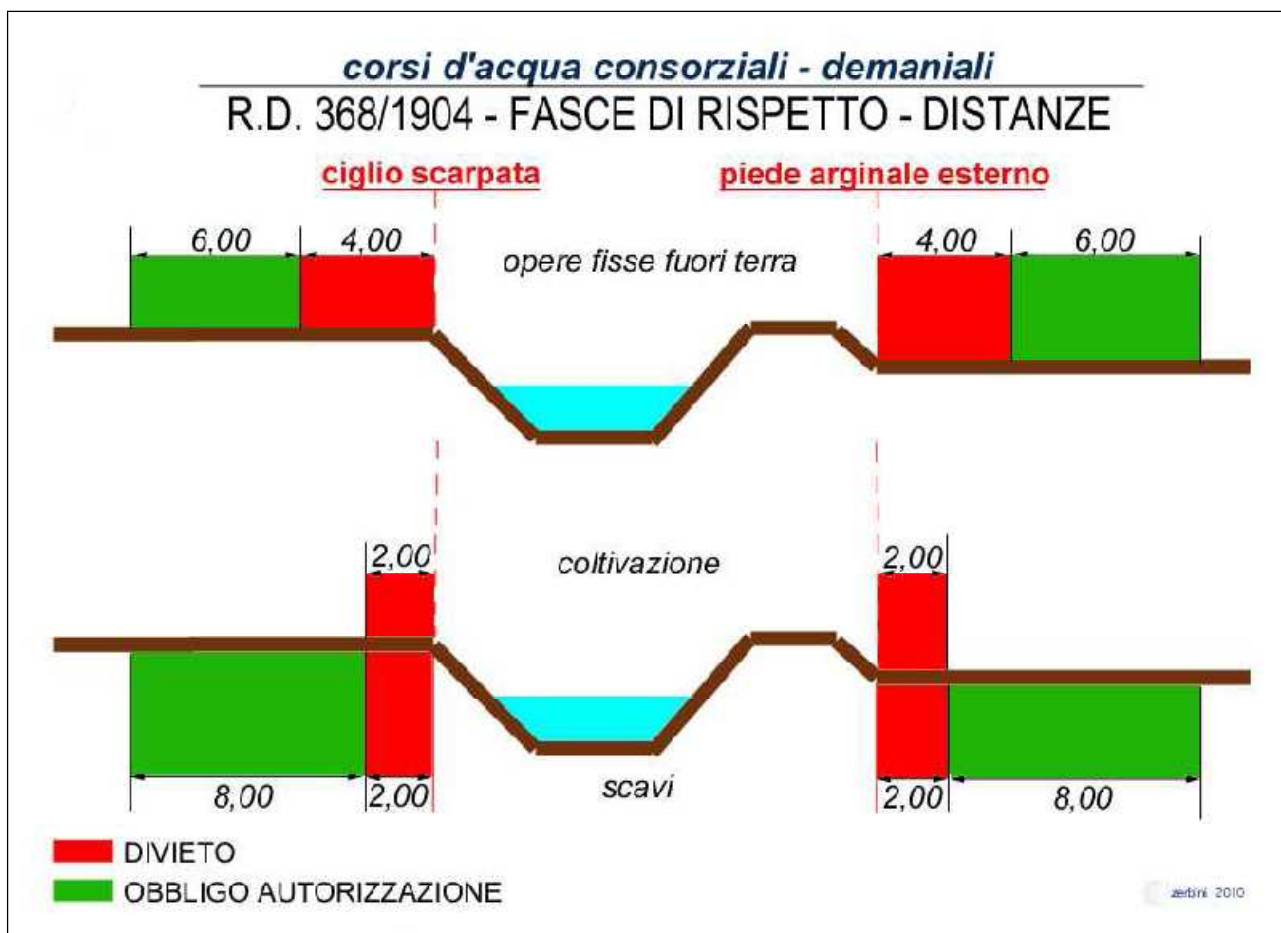 corsi d'acqua consorziali - demaniali
R.D. 368/1904 - FASCE DI RISPETTO - DISTANZE
ciglio scarpata
piede arginale esterno
6,00
4,00
opere fisse fuori terra
4,00
6,00
2,00
coltivazione
2,00
8,00
2,00
scavi
2,00
8,00
DIVIETO
OBBLIGO AUTORIZZAZIONE
zerbini 2010